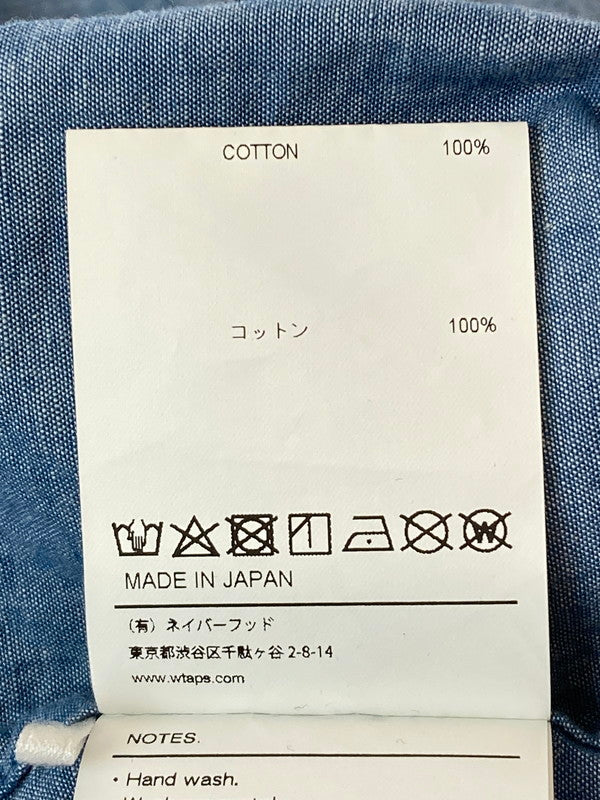 COTTON 100%
コットン 100%
MADE IN JAPAN
(有) ネイバーフッド
東京都渋谷区千駄ヶ谷 2-8-14
www.wtaps.com
NOTES.
• Hand wash.